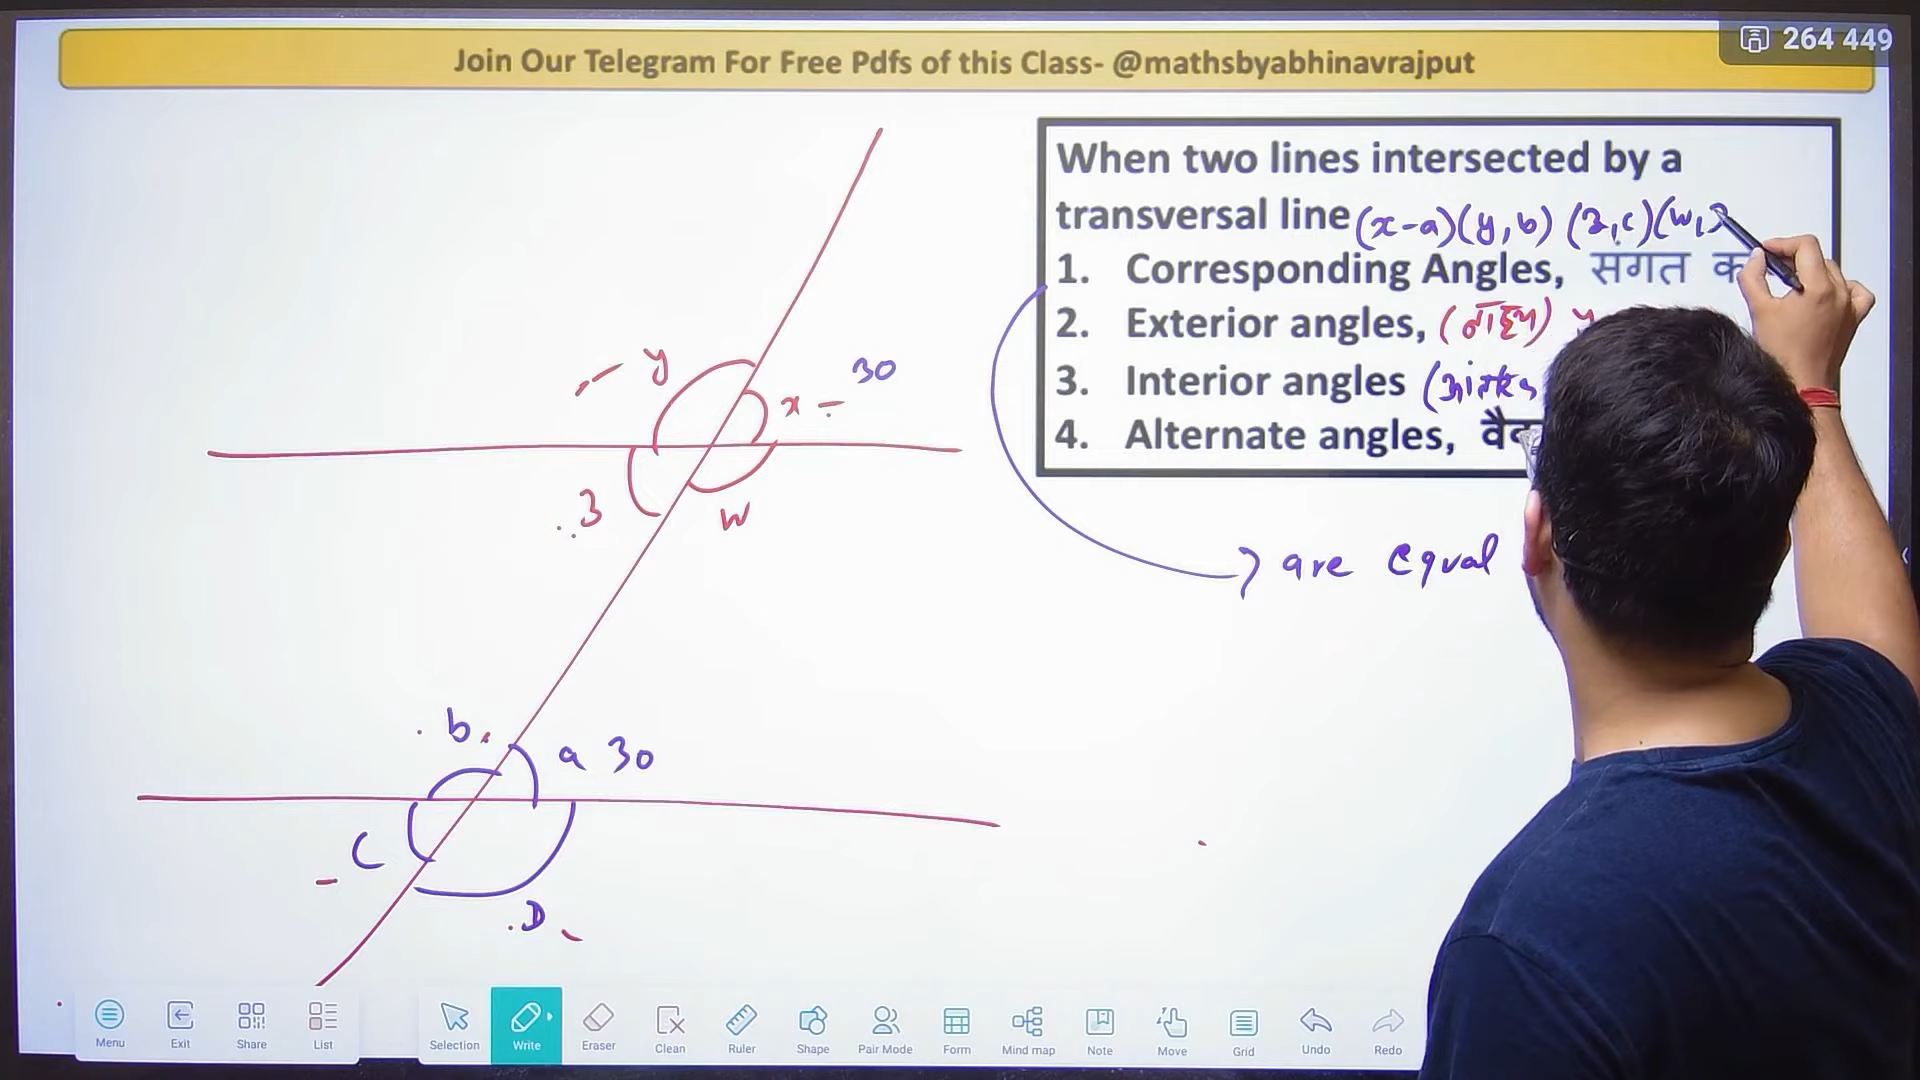 264 449
Join Our Telegram For Free Pdfs of this Class- @mathsbyabhinavrajput
When two lines intersected by a
transversal line (x-a)(y,b) (z,c)(w,
1. Corresponding Angles, संगत
2. Exterior angles, y
3. Interior angles
4. Alternate angles,
are equal
y
30
x
z
w
b
a 30
C
D
Menu Exit Share List Selection Write Eraser Clean Ruler Shape Pair Mode Form Mind map Note Move Grid Undo Redo